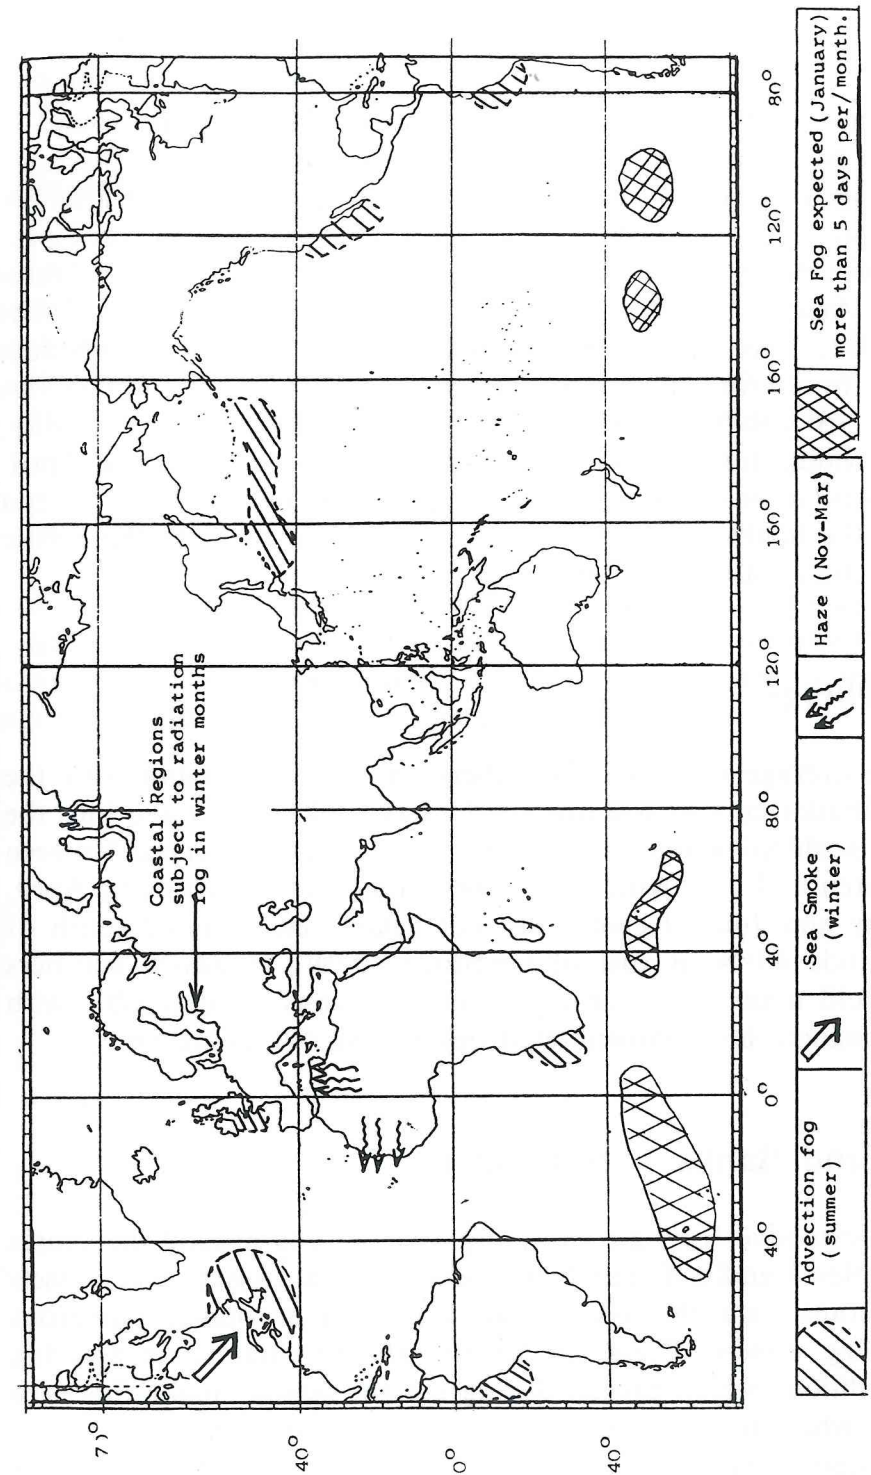 Coastal Regions
subject to radiation
rog in winter months
70°
40°
0°
40°
40° 0° 40° 80° 120° 160° 160° 120° 80°
Advection fog
(summer)
Sea Smoke
(winter)
Haze (Nov-Mar)
Sea Fog expected (January)
more than 5 days per/month.